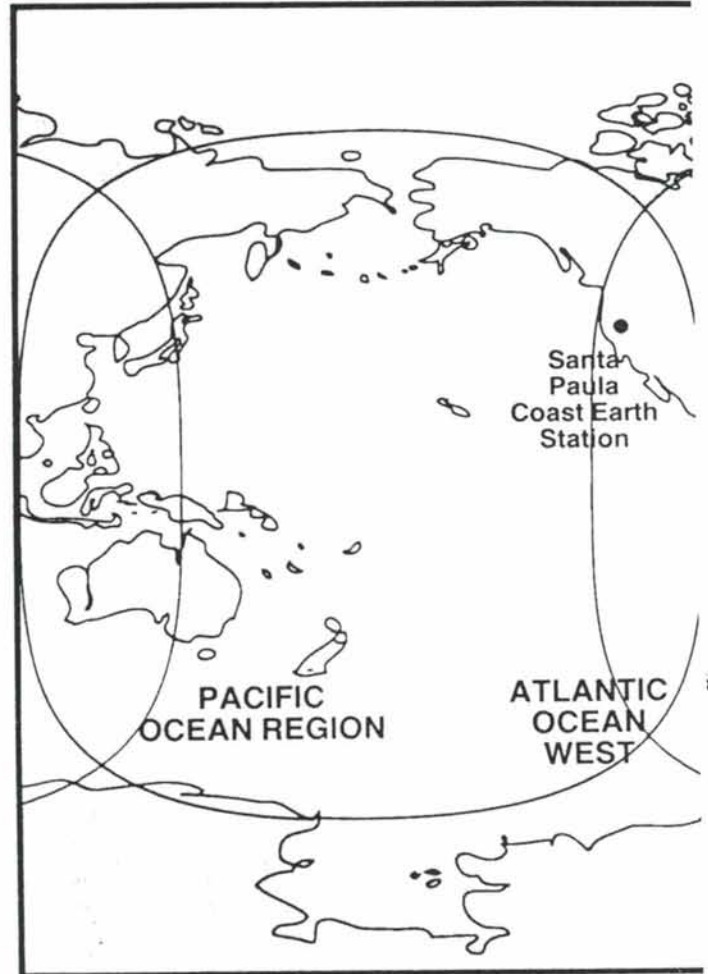 Santa
Paula
Coast Earth
Station
PACIFIC
OCEAN REGION
ATLANTIC
OCEAN
WEST